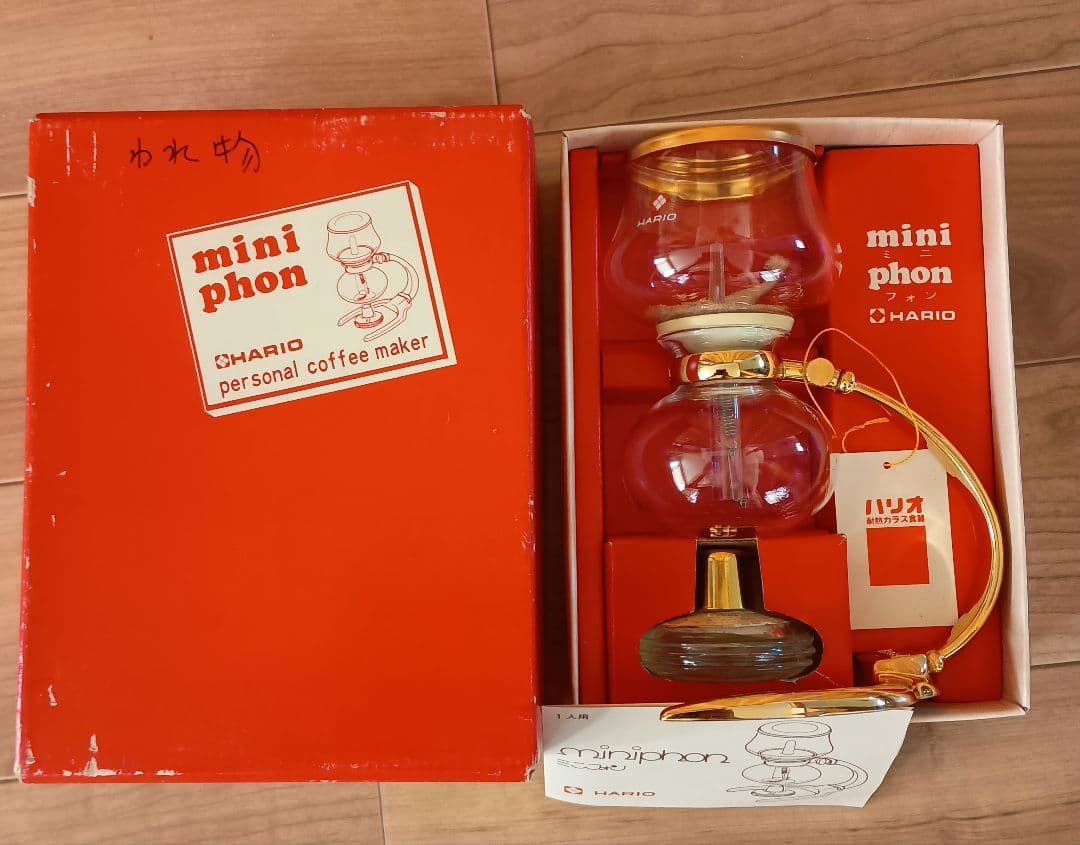 われ物
mini
phon
HARIO
personal coffee maker
HARIO
mini
ミニ
phon
フォン
HARIO
ハリオ
耐熱ガラス食器
1人用
miniphon
ミニフォン
HARIO